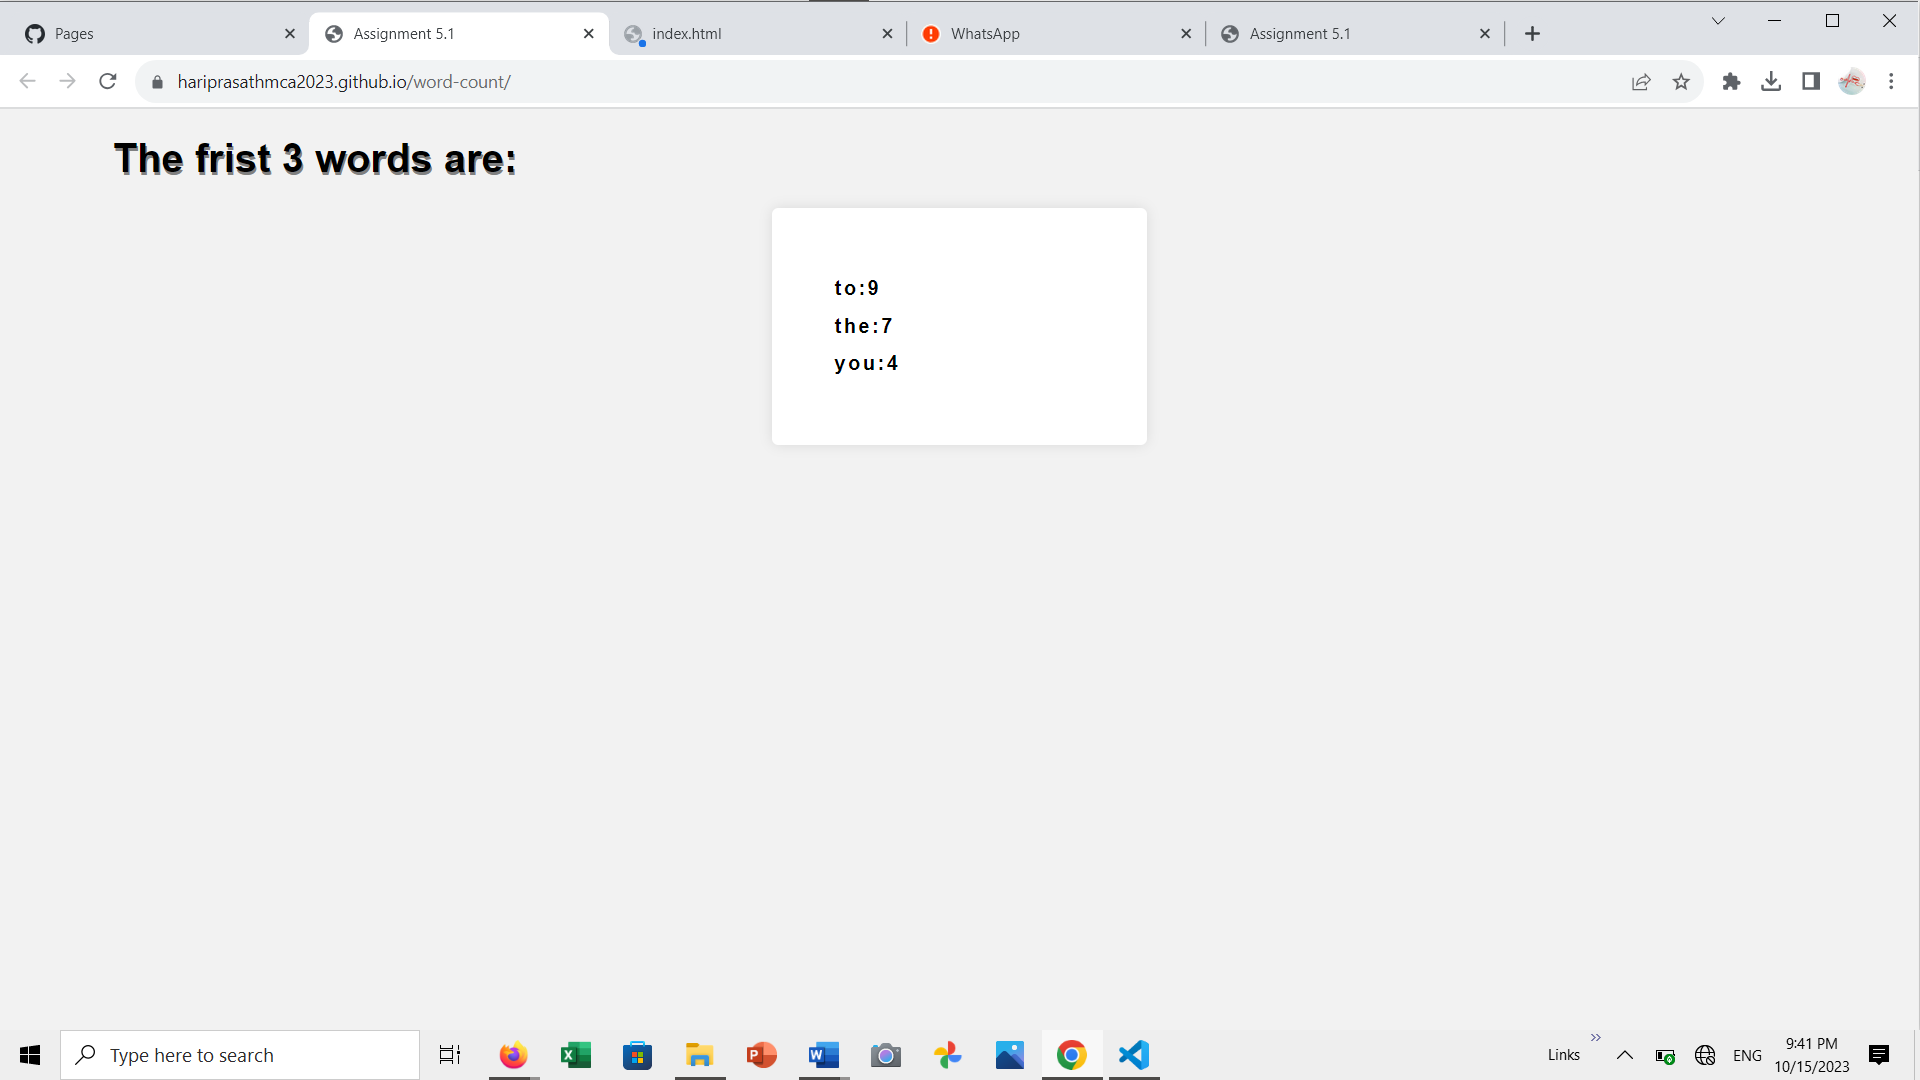 Pages
Assignment 5.1
index.html
WhatsApp
Assignment 5.1
hariprasathmca2023.github.io/word-count/
The frist 3 words are:
to:9
the:7
you:4
Type here to search
Links
ENG
9:41 PM
10/15/2023